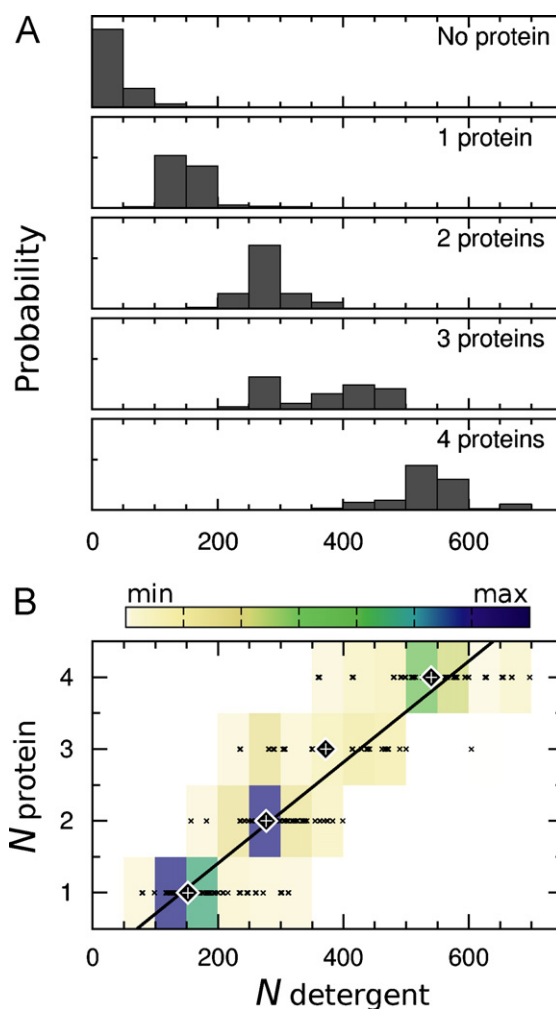 A
Probability
No protein
1 protein
2 proteins
3 proteins
4 proteins
0 200 400 600
B
min max
N protein
4
3
2
1
0 200 400 600
N detergent